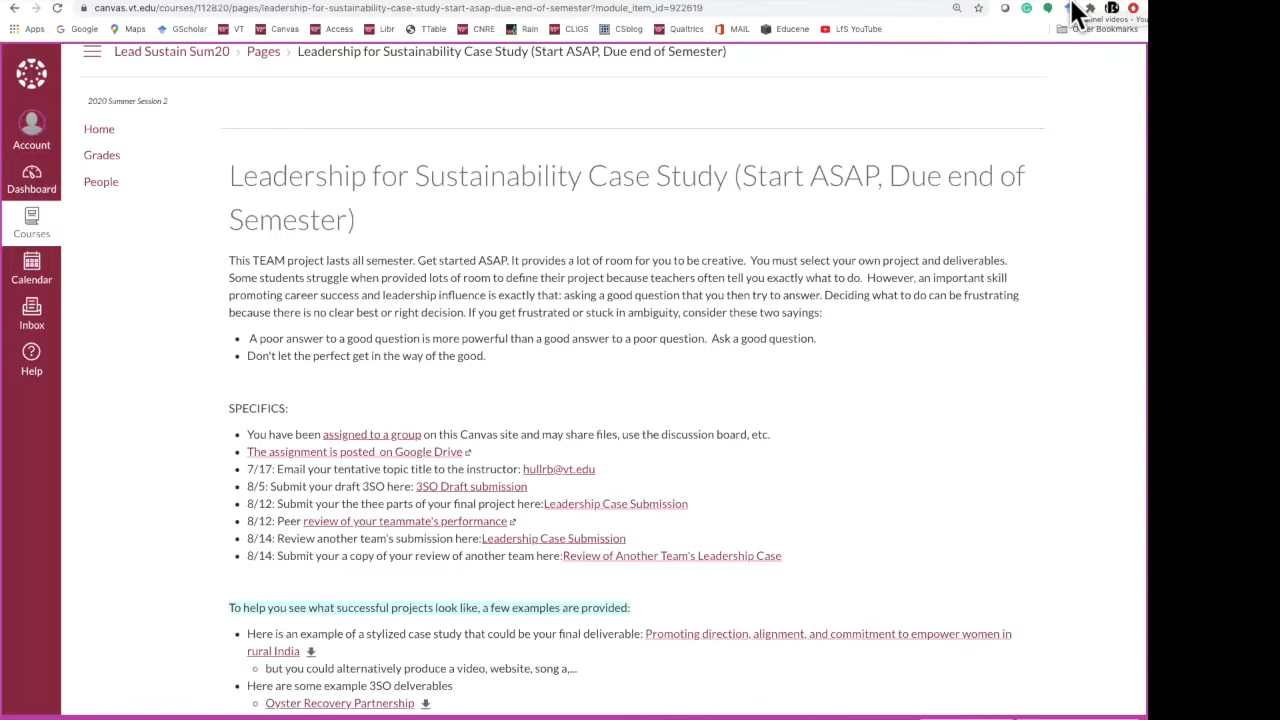 canvas.vt.edu/courses/112820/pages/leadership-for-sustainability-case-study-start-asap-due-end-of-semester?module_item_id=922619
nel videos - You
Apps Google Maps GScholar VT Canvas Access Libr TTable CNRE Rain CLiGS CSblog Qualtrics MAIL Educene LfS YouTube Other Bookmarks
Lead Sustain Sum20 > Pages > Leadership for Sustainability Case Study (Start ASAP, Due end of Semester)
2020 Summer Session 2
Home
Grades
People
Account
Dashboard
Courses
Calendar
Inbox
Help
Leadership for Sustainability Case Study (Start ASAP, Due end of
Semester)
This TEAM project lasts all semester. Get started ASAP. It provides a lot of room for you to be creative. You must select your own project and deliverables.
Some students struggle when provided lots of room to define their project because teachers often tell you exactly what to do. However, an important skill
promoting career success and leadership influence is exactly that: asking a good question that you then try to answer. Deciding what to do can be frustrating
because there is no clear best or right decision. If you get frustrated or stuck in ambiguity, consider these two sayings:
• A poor answer to a good question is more powerful than a good answer to a poor question. Ask a good question.
• Don't let the perfect get in the way of the good.
SPECIFICS:
• You have been assigned to a group on this Canvas site and may share files, use the discussion board, etc.
• The assignment is posted on Google Drive
• 7/17: Email your tentative topic title to the instructor: hullrb@vt.edu
• 8/5: Submit your draft 3SO here: 3SO Draft submission
• 8/12: Submit your the thee parts of your final project here:Leadership Case Submission
• 8/12: Peer review of your teammate's performance
• 8/14: Review another team's submission here:Leadership Case Submission
• 8/14: Submit your a copy of your review of another team here:Review of Another Team's Leadership Case
To help you see what successful projects look like, a few examples are provided:
• Here is an example of a stylized case study that could be your final deliverable: Promoting direction, alignment, and commitment to empower women in
rural India
◦ but you could alternatively produce a video, website, song a,...
• Here are some example 3SO delverables
◦ Oyster Recovery Partnership